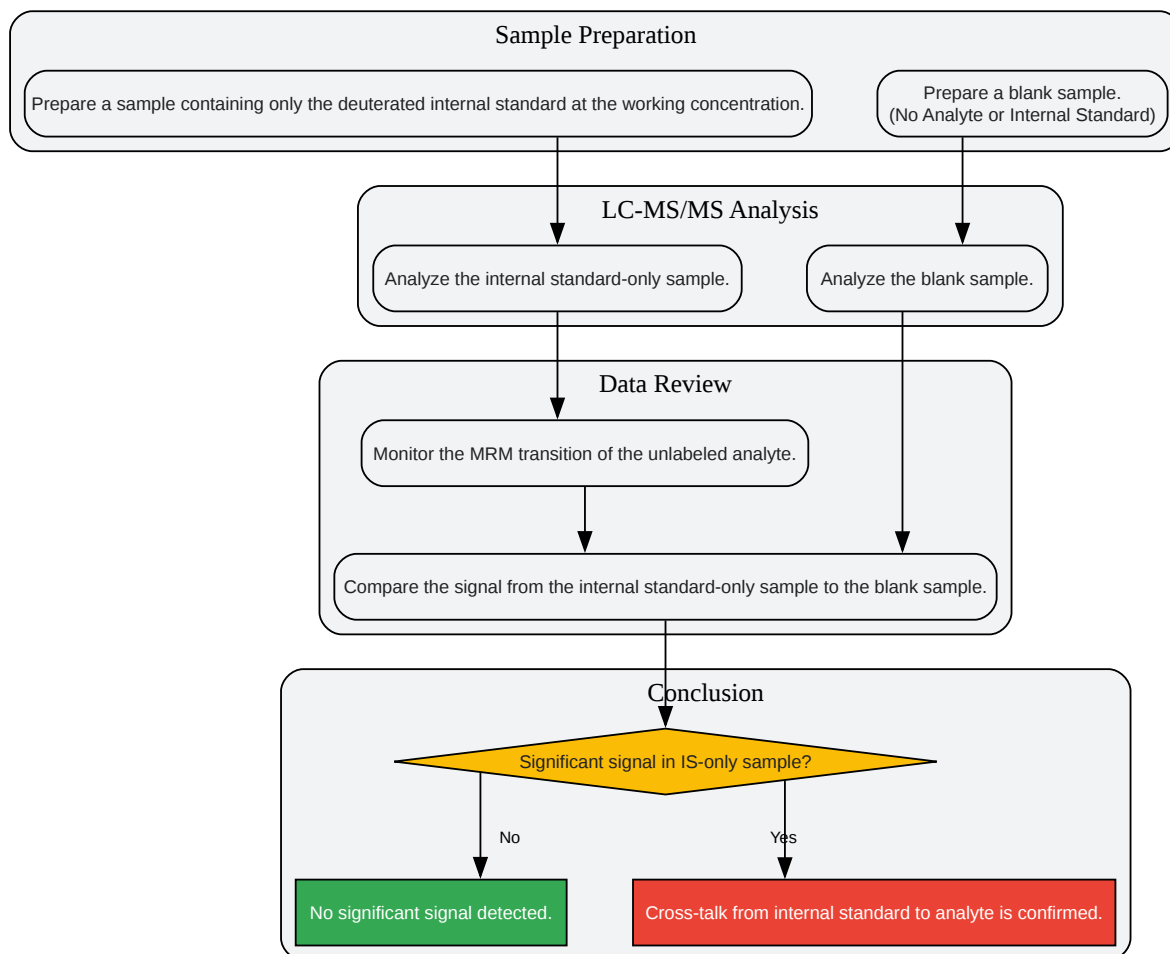 Sample Preparation
Prepare a sample containing only the deuterated internal standard at the working concentration.
Prepare a blank sample.
(No Analyte or Internal Standard)
LC-MS/MS Analysis
Analyze the internal standard-only sample.
Analyze the blank sample.
Data Review
Monitor the MRM transition of the unlabeled analyte.
Compare the signal from the internal standard-only sample to the blank sample.
Conclusion
Significant signal in IS-only sample?
No
Yes
No significant signal detected.
Cross-talk from internal standard to analyte is confirmed.